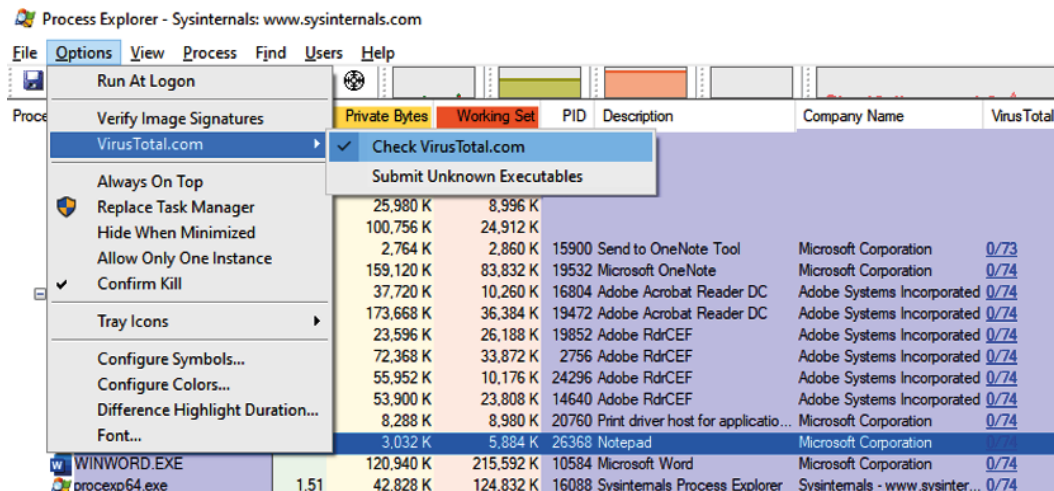 Process Explorer - Sysinternals: www.sysinternals.com
File Options View Process Find Users Help
Run At Logon
Verify Image Signatures
VirusTotal.com
Always On Top
Replace Task Manager
Hide When Minimized
Allow Only One Instance
Confirm Kill
Tray Icons
Configure Symbols...
Configure Colors...
Difference Highlight Duration...
Font...
Check VirusTotal.com
Submit Unknown Executables
Private Bytes Working Set PID Description Company Name VirusTotal
25,980 K 8,996 K
100,756 K 24,912 K
2,764 K 2,860 K 15900 Send to OneNote Tool Microsoft Corporation 0/73
159,120 K 83,832 K 19532 Microsoft OneNote Microsoft Corporation 0/74
37,720 K 10,260 K 16804 Adobe Acrobat Reader DC Adobe Systems Incorporated 0/74
173,668 K 36,384 K 19472 Adobe Acrobat Reader DC Adobe Systems Incorporated 0/74
23,596 K 26,188 K 19852 Adobe RdrCEF Adobe Systems Incorporated 0/74
72,368 K 33,872 K 2756 Adobe RdrCEF Adobe Systems Incorporated 0/74
55,952 K 10,176 K 24296 Adobe RdrCEF Adobe Systems Incorporated 0/74
53,900 K 23,808 K 14640 Adobe RdrCEF Adobe Systems Incorporated 0/74
8,288 K 8,980 K 20760 Print driver host for applicatio... Microsoft Corporation 0/74
3,032 K 5,884 K 26368 Notepad Microsoft Corporation 0/74
WINWORD.EXE 120,940 K 215,592 K 10584 Microsoft Word Microsoft Corporation 0/74
procexp64.exe 1.51 42,828 K 124,832 K 16088 Sysinternals Process Explorer Sysinternals - www.sysinter... 0/74